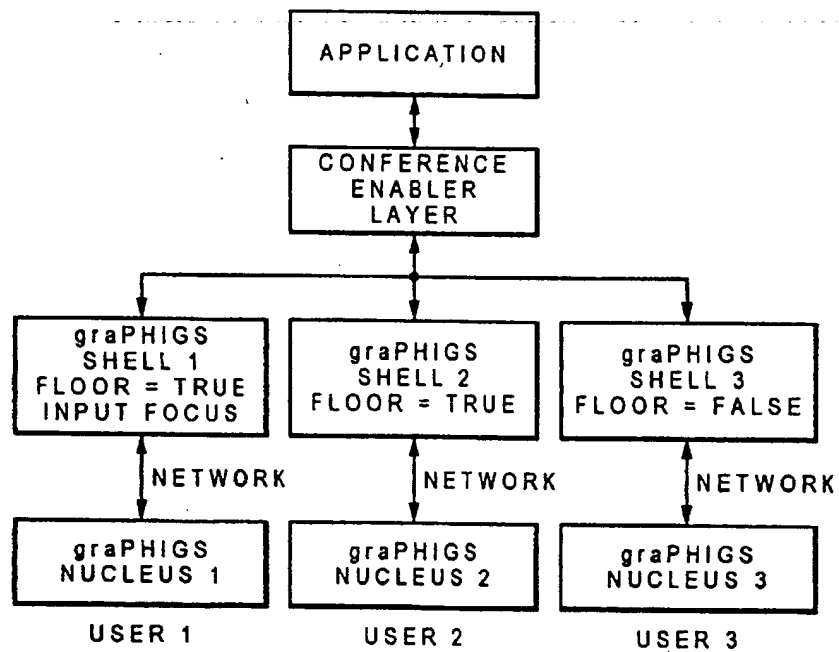 APPLICATION
CONFERENCE
ENABLER
LAYER
graPHIGS
SHELL 1
FLOOR = TRUE
INPUT FOCUS
graPHIGS
SHELL 2
FLOOR = TRUE
graPHIGS
SHELL 3
FLOOR = FALSE
NETWORK
NETWORK
NETWORK
graPHIGS
NUCLEUS 1
graPHIGS
NUCLEUS 2
graPHIGS
NUCLEUS 3
USER 1
USER 2
USER 3